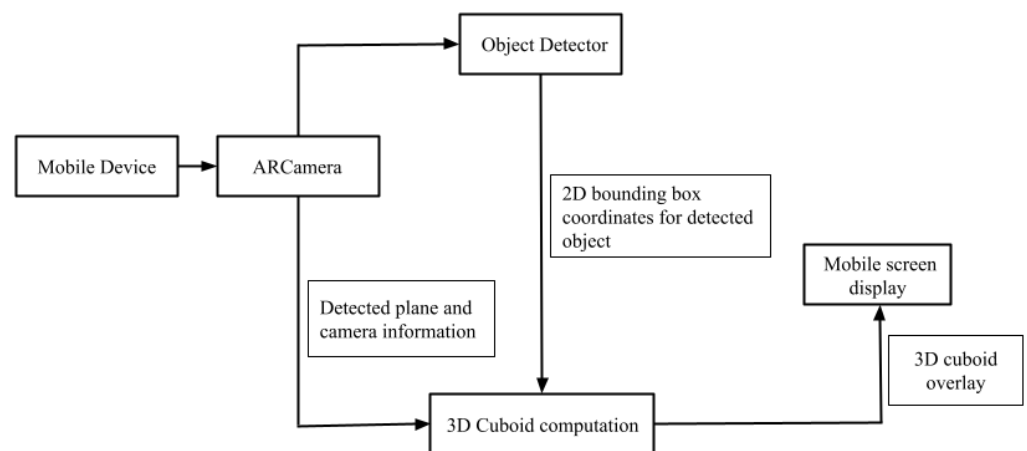 Object Detector
Mobile Device
ARCamera
2D bounding box
coordinates for detected
object
Mobile screen
display
Detected plane and
camera information
3D cuboid
overlay
3D Cuboid computation